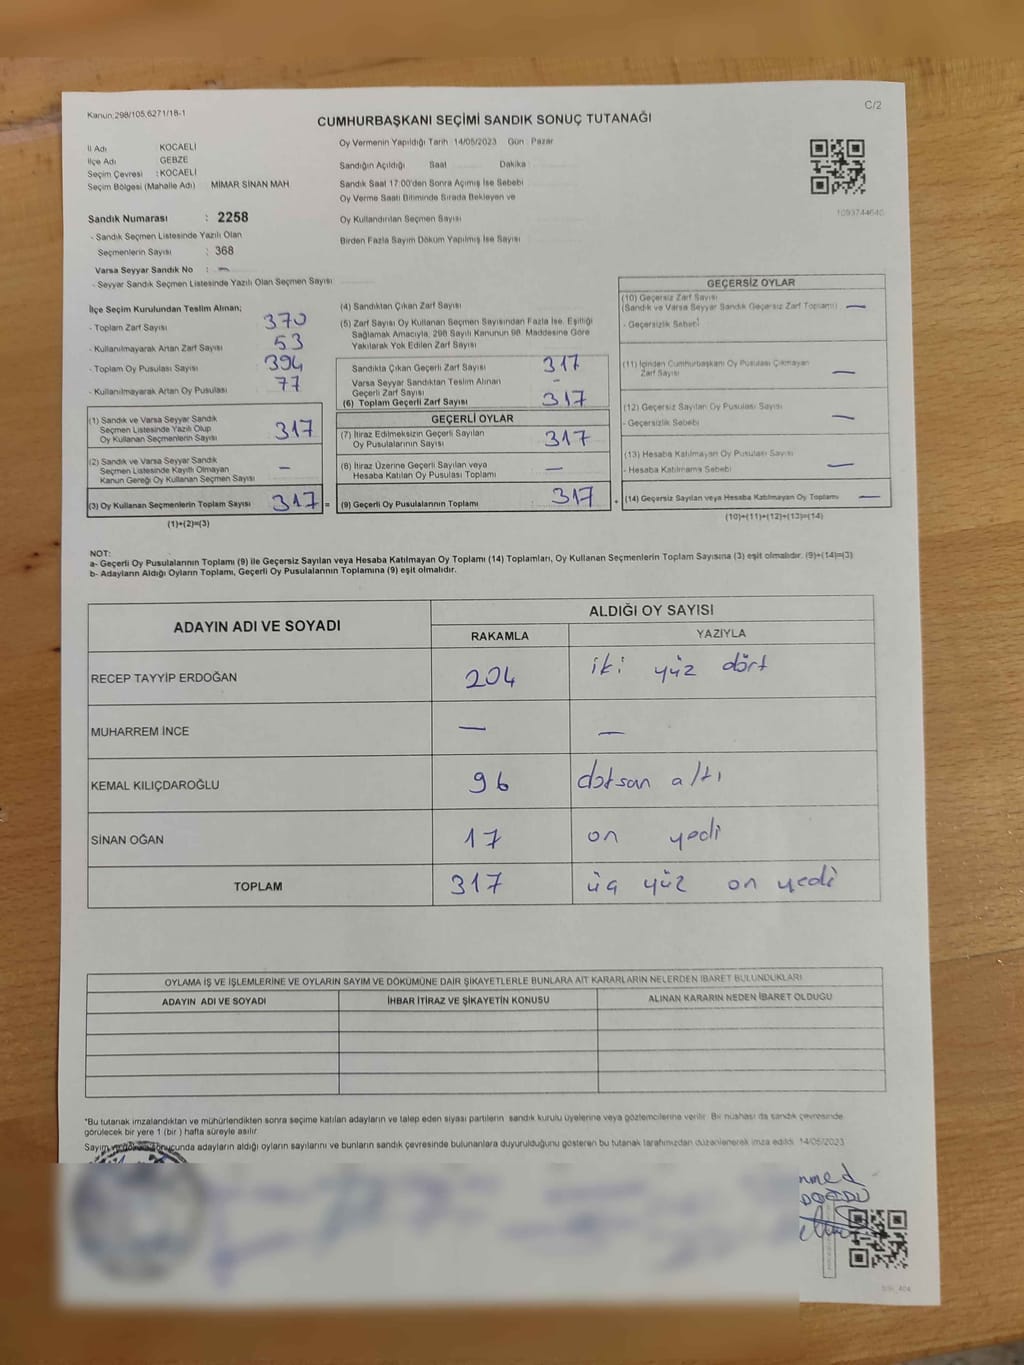 Kanun:298/105,6271/18-1
C/2
CUMHURBAŞKANI SEÇİMİ SANDIK SONUÇ TUTANAĞI
İl Adı : KOCAELİ
İlçe Adı : GEBZE
Seçim Çevresi : KOCAELİ
Seçim Bölgesi (Mahalle Adı) MİMAR SİNAN MAH
Oy Vermenin Yapıldığı Tarih 14/05/2023 Gün : Pazar
Sandığın Açıldığı Saat Dakika :
Sandık Saat 17:00'den Sonra Açımış İse Sebebi
Oy Verme Saati Bitiminde Sırada Bekleyen ve
Oy Kullandırılan Seçmen Sayısı
Birden Fazla Sayım Döküm Yapılmış İse Sayısı
1093744640
Sandık Numarası : 2258
- Sandık Seçmen Listesinde Yazılı Olan
Seçmenlerin Sayısı : 368
Varsa Seyyar Sandık No : —
- Seyyar Sandık Seçmen Listesinde Yazılı Olan Seçmen Sayısı
İlçe Seçim Kurulundan Teslim Alınan;
- Toplam Zarf Sayısı 370
- Kullanılmayarak Artan Zarf Sayısı 53
- Toplam Oy Pusulası Sayısı 394
- Kullanılmayarak Artan Oy Pusulası 77
(1) Sandık ve Varsa Seyyar Sandık
Seçmen Listesinde Yazılı Olup
Oy Kullanan Seçmenlerin Sayısı 317
(2) Sandık ve Varsa Seyyar Sandık
Seçmen Listesinde Kayıtlı Olmayan
Kanun Gereği Oy Kullanan Seçmen Sayısı —
(3) Oy Kullanan Seçmenlerin Toplam Sayısı 317 =
(1)+(2)=(3)
(4) Sandıktan Çıkan Zarf Sayısı
(5) Zarf Sayısı Oy Kullanan Seçmen Sayısından Fazla İse, Eşitliği
Sağlamak Amacıyla, 298 Sayılı Kanunun 98. Maddesine Göre
Yakılarak Yok Edilen Zarf Sayısı
Sandıkta Çıkan Geçerli Zarf Sayısı 317
Varsa Seyyar Sandıktan Teslim Alınan
Geçerli Zarf Sayısı -
(6) Toplam Geçerli Zarf Sayısı 317
GEÇERLİ OYLAR
(7) İtiraz Edilmeksizin Geçerli Sayılan
Oy Pusulalarının Sayısı 317
(8) İtiraz Üzerine Geçerli Sayılan veya
Hesaba Katılan Oy Pusulası Toplamı —
(9) Geçerli Oy Pusulalarının Toplamı 317 +
GEÇERSİZ OYLAR
(10) Geçersiz Zarf Sayısı
(Sandık ve Varsa Seyyar Sandık Geçersiz Zarf Toplamı) —
- Geçersizlik Sebebi
(11) İçinden Cumhurbaşkanı Oy Pusulası Çıkmayan
Zarf Sayısı —
(12) Geçersiz Sayılan Oy Pusulası Sayısı
- Geçersizlik Sebebi —
(13) Hesaba Katılmayan Oy Pusulası Sayısı
- Hesaba Katılmama Sebebi —
(14) Geçersiz Sayılan veya Hesaba Katılmayan Oy Toplamı —
(10)+(11)+(12)+(13)=(14)
NOT:
a- Geçerli Oy Pusulalarının Toplamı (9) ile Geçersiz Sayılan veya Hesaba Katılmayan Oy Toplamı (14) Toplamları, Oy Kullanan Seçmenlerin Toplam Sayısına (3) eşit olmalıdır. (9)+(14)=(3)
b- Adayların Aldığı Oyların Toplamı, Geçerli Oy Pusulalarının Toplamına (9) eşit olmalıdır.
ADAYIN ADI VE SOYADI ALDIĞI OY SAYISI
RAKAMLA YAZIYLA
RECEP TAYYİP ERDOĞAN 204 iki yüz dört
MUHARREM İNCE — —
KEMAL KILIÇDAROĞLU 96 dotsan altı
SİNAN OĞAN 17 on yedi
TOPLAM 317 üç yüz on yedi
OYLAMA İŞ VE İŞLEMLERİNE VE OYLARIN SAYIM VE DÖKÜMÜNE DAİR ŞİKAYETLERLE BUNLARA AİT KARARLARIN NELERDEN İBARET BULUNDUKLARI
ADAYIN ADI VE SOYADI İHBAR İTİRAZ VE ŞİKAYETİN KONUSU ALINAN KARARIN NEDEN İBARET OLDUĞU
*Bu tutanak imzalandıktan ve mühürlendikten sonra seçime katılan adayların ve talep eden siyasi partilerin sandık kurulu üyelerine veya gözlemcilerine verilir. Bir nüshası da sandık çevresinde
görülecek bir yere 1 (bir) hafta süreyle asılır.
Sayım ve sonucunda adayların aldığı oyların sayılarını ve bunların sandık çevresinde bulunanlara duyurulduğunu gösteren bu tutanak tarafımızdan düzenlenerek imza edildi. 14/05/2023